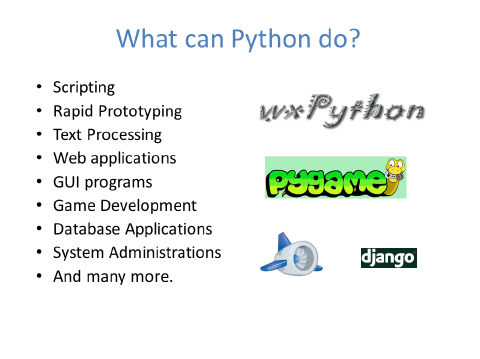 What can Python do?
• Scripting
• Rapid Prototyping
• Text Processing
• Web applications
• GUI programs
• Game Development
• Database Applications
• System Administrations
• And many more.
wxPython
pygame
django